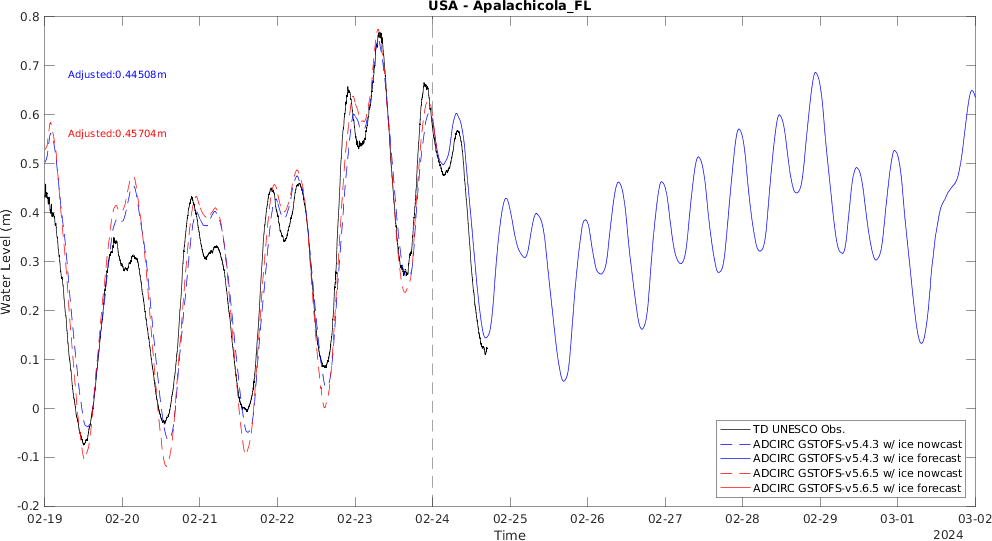 USA - Apalachicola_FL
0.8
0.7
0.6
0.5
0.4
0.3
0.2
0.1
0
-0.1
-0.2
Water Level (m)
Adjusted:0.44508m
Adjusted:0.45704m
TD UNESCO Obs.
ADCIRC GSTOFS-v5.4.3 w/ ice nowcast
ADCIRC GSTOFS-v5.4.3 w/ ice forecast
ADCIRC GSTOFS-v5.6.5 w/ ice nowcast
ADCIRC GSTOFS-v5.6.5 w/ ice forecast
02-19 02-20 02-21 02-22 02-23 02-24 02-25 02-26 02-27 02-28 02-29 03-01 03-02
Time
2024